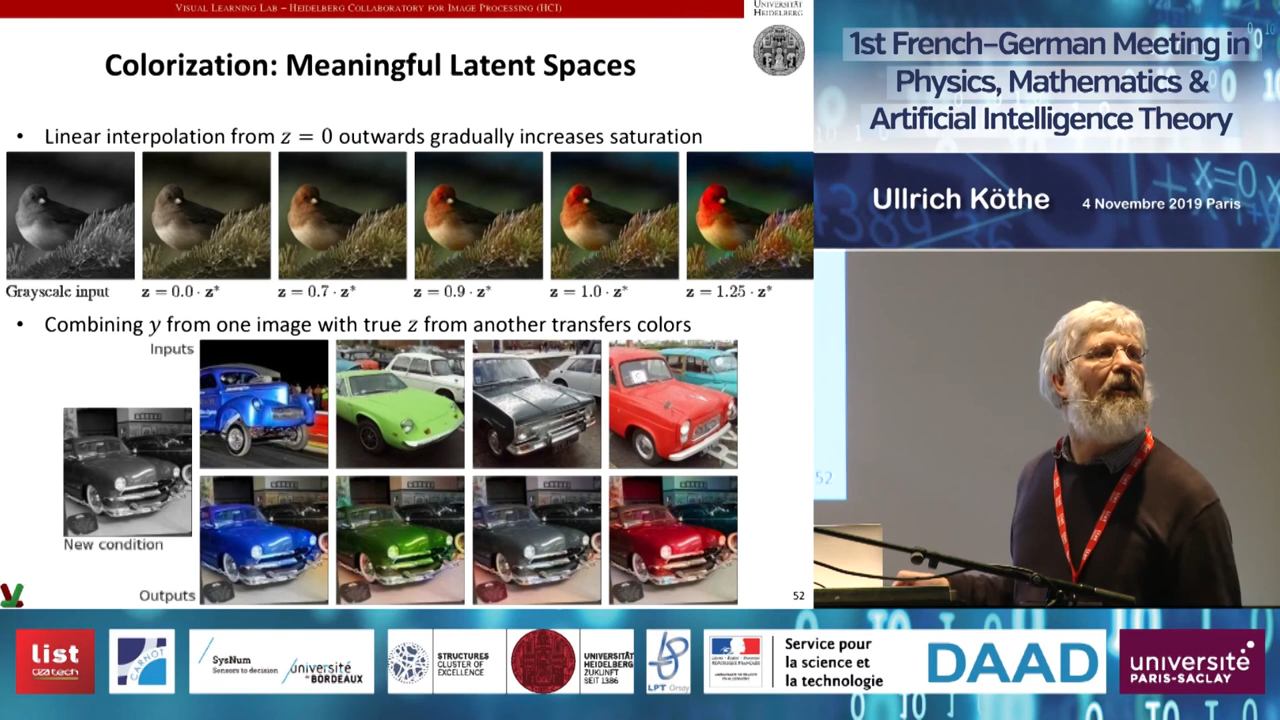 VISUAL LEARNING LAB – HEIDELBERG COLLABORATORY FOR IMAGE PROCESSING (HCI)
UNIVERSITÄT
HEIDELBERG
Colorization: Meaningful Latent Spaces
• Linear interpolation from z = 0 outwards gradually increases saturation
Grayscale input
z = 0.0 · z*
z = 0.7 · z*
z = 0.9 · z*
z = 1.0 · z*
z = 1.25 · z*
• Combining y from one image with true z from another transfers colors
Inputs
New condition
Outputs
52
1st French–German Meeting in
Physics, Mathematics &
Artificial Intelligence Theory
Ullrich Köthe
4 Novembre 2019 Paris
52
list
CARNOT
SysNum
Sensors to decision
université
de BORDEAUX
STRUCTURES
CLUSTER OF
EXCELLENCE
UNIVERSITÄT
HEIDELBERG
ZUKUNFT
SEIT 1386
LPT Orsay
Service pour
la science et
la technologie
DAAD
université
PARIS-SACLAY